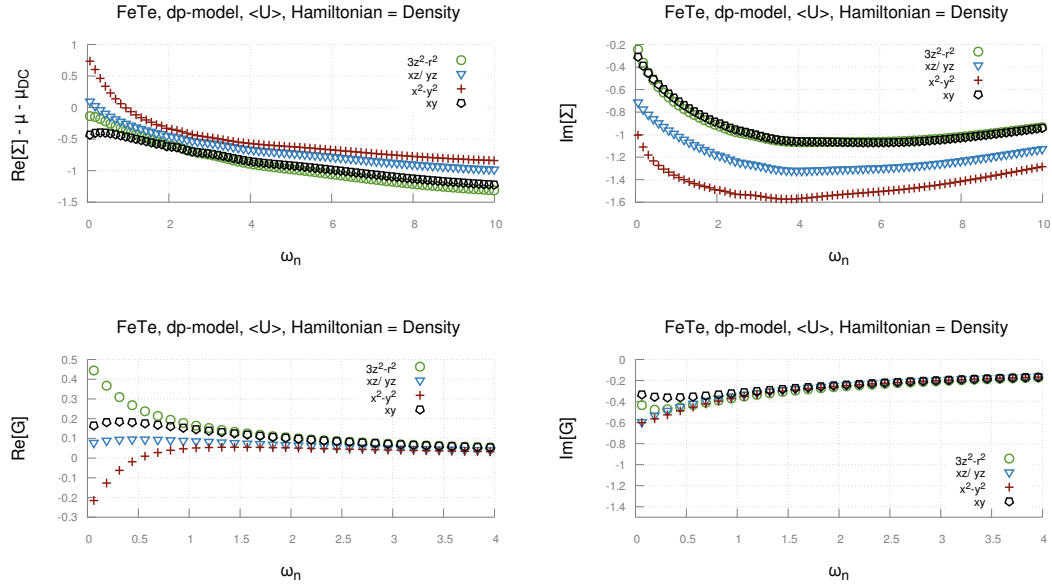 FeTe, dp-model, <U>, Hamiltonian = Density
Re[Σ] - μ - μDC
1
0.5
0
-0.5
-1
-1.5
0 2 4 6 8 10
ωn
3z²-r²
xz/ yz
x²-y²
xy
FeTe, dp-model, <U>, Hamiltonian = Density
Im[Σ]
-0.2
-0.4
-0.6
-0.8
-1
-1.2
-1.4
-1.6
0 2 4 6 8 10
ωn
3z²-r²
xz/ yz
x²-y²
xy
FeTe, dp-model, <U>, Hamiltonian = Density
Re[G]
0.5
0.4
0.3
0.2
0.1
0
-0.1
-0.2
-0.3
0 0.5 1 1.5 2 2.5 3 3.5 4
ωn
3z²-r²
xz/ yz
x²-y²
xy
FeTe, dp-model, <U>, Hamiltonian = Density
Im[G]
0
-0.2
-0.4
-0.6
-0.8
-1
-1.2
-1.4
0 0.5 1 1.5 2 2.5 3 3.5 4
ωn
3z²-r²
xz/ yz
x²-y²
xy